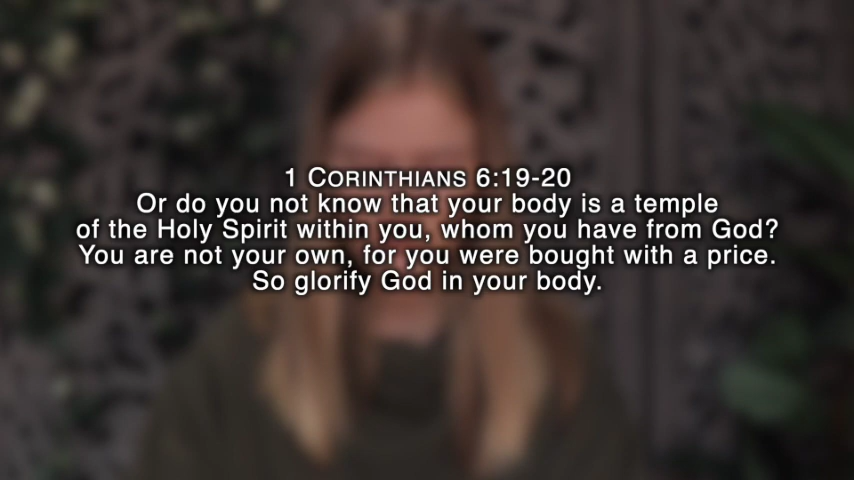 1 CORINTHIANS 6:19-20
Or do you not know that your body is a temple
of the Holy Spirit within you, whom you have from God?
You are not your own, for you were bought with a price.
So glorify God in your body.